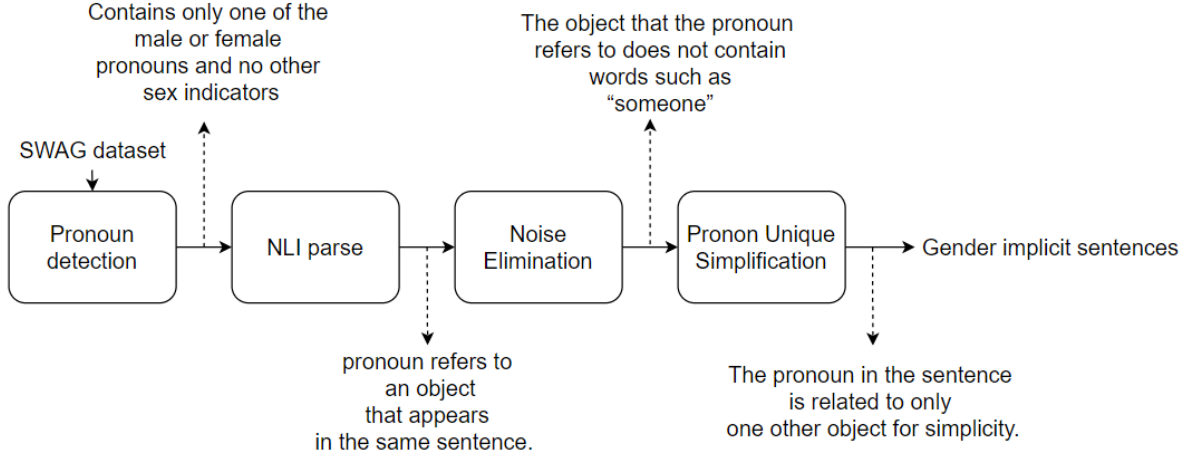 Contains only one of the
male or female
pronouns and no other
sex indicators
The object that the pronoun
refers to does not contain
words such as
“someone”
SWAG dataset
Pronoun
detection
NLI parse
Noise
Elimination
Pronon Unique
Simplification
Gender implicit sentences
pronoun refers to
an object
that appears
in the same sentence.
The pronoun in the sentence
is related to only
one other object for simplicity.